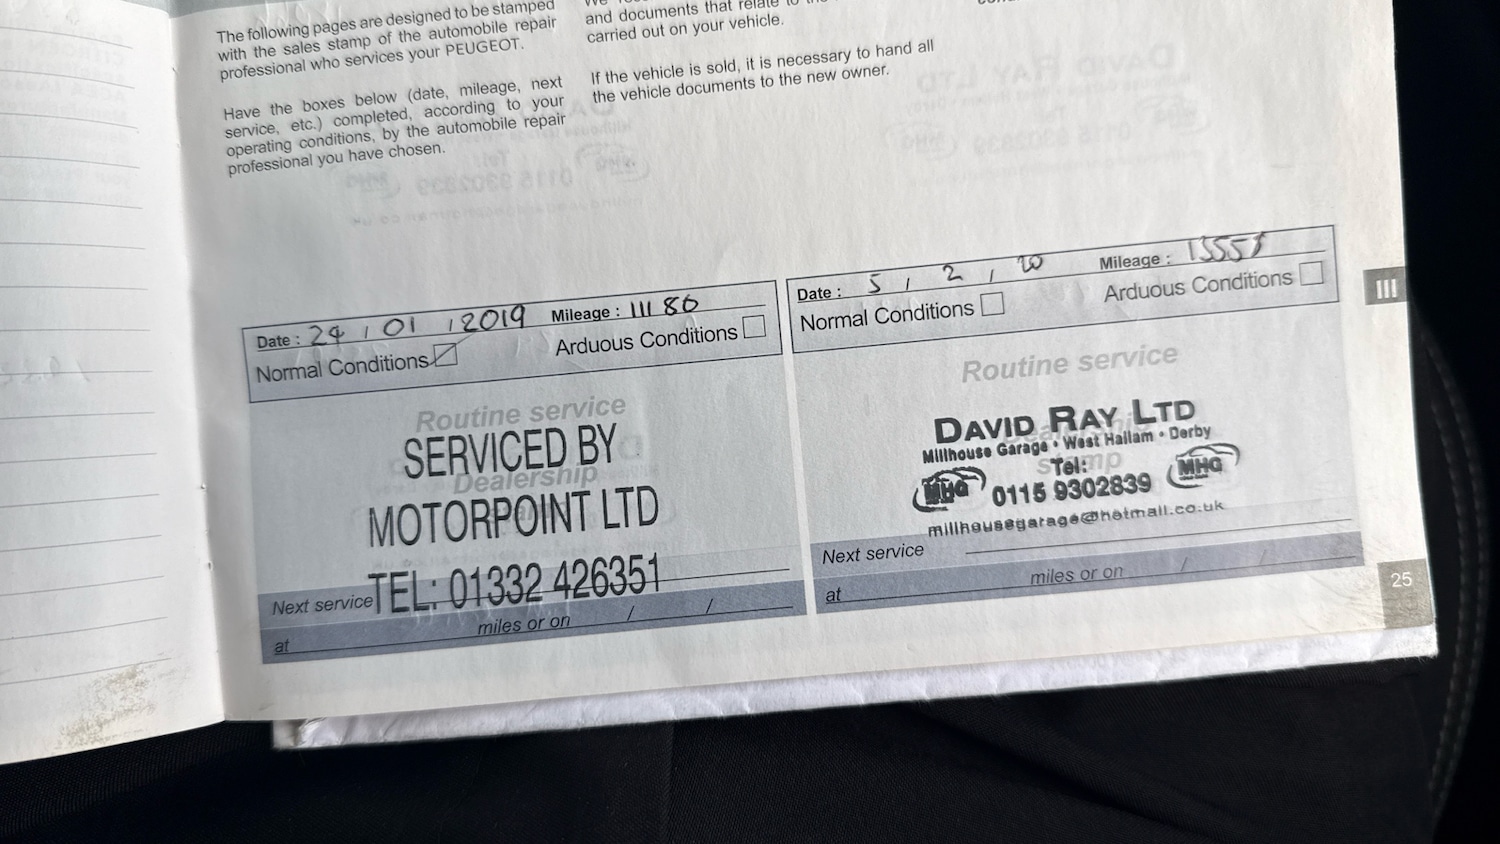 The following pages are designed to be stamped
with the sales stamp of the automobile repair
professional who services your PEUGEOT.
Have the boxes below (date, mileage, next
service, etc.) completed, according to your
operating conditions, by the automobile repair
professional you have chosen.
and documents that relate to
carried out on your vehicle.
If the vehicle is sold, it is necessary to hand all
the vehicle documents to the new owner.
Date : 24 / 01 / 2019 Mileage : 11186
Normal Conditions Arduous Conditions
Routine service
SERVICED BY
Dealership
MOTORPOINT LTD
TEL: 01332 426351
Next service
at miles or on / /
Date : 5 / 2 / 20 Mileage :
Normal Conditions Arduous Conditions
Routine service
DAVID RAY LTD
Millhouse Garage • West Hallam • Derby
stamp
Tel:
MHG 0115 9302839 MHG
millhousegarage@hotmail.co.uk
Next service
at miles or on / /
III
25